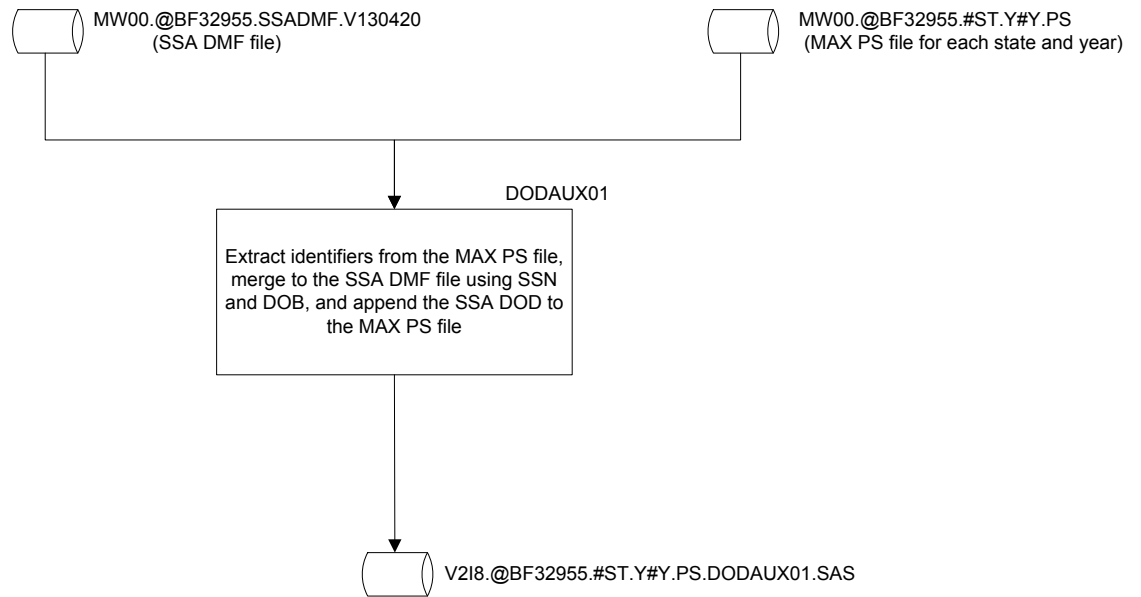 MW00.@BF32955.SSADMF.V130420
(SSA DMF file)
MW00.@BF32955.#ST.Y#Y.PS
(MAX PS file for each state and year)
DODAUX01
Extract identifiers from the MAX PS file,
merge to the SSA DMF file using SSN
and DOB, and append the SSA DOD to
the MAX PS file
V2I8.@BF32955.#ST.Y#Y.PS.DODAUX01.SAS